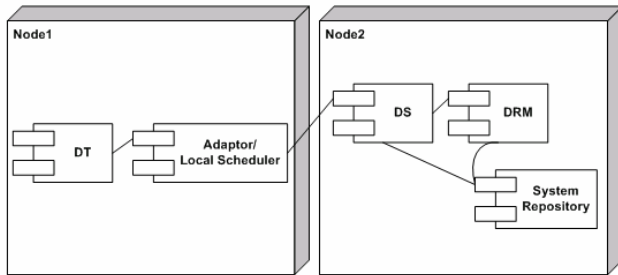 Node1
Node2
DT
Adaptor/
Local Scheduler
DS
DRM
System
Repository